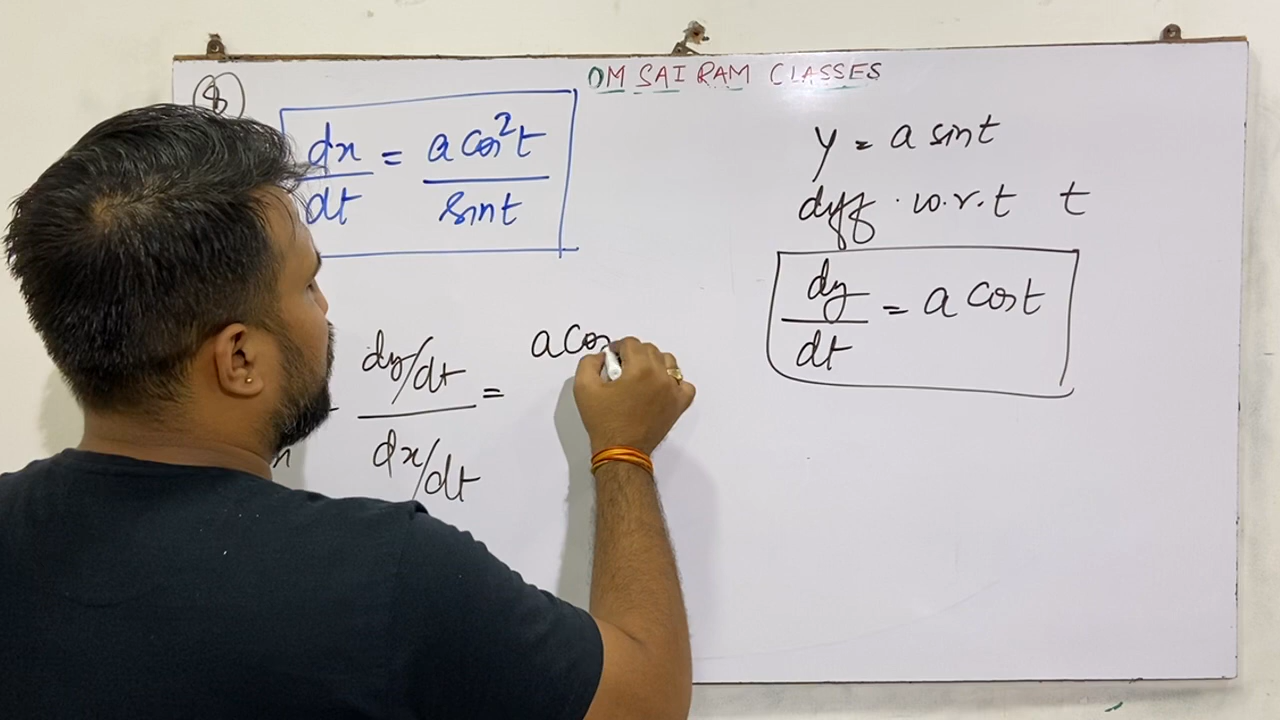 OM SAI RAM CLASSES
8
dx/dt = a cos²t / sint
y = a sint
diff. w.r.t t
dy/dt = a cost
dy/dt / dx/dt = a cos